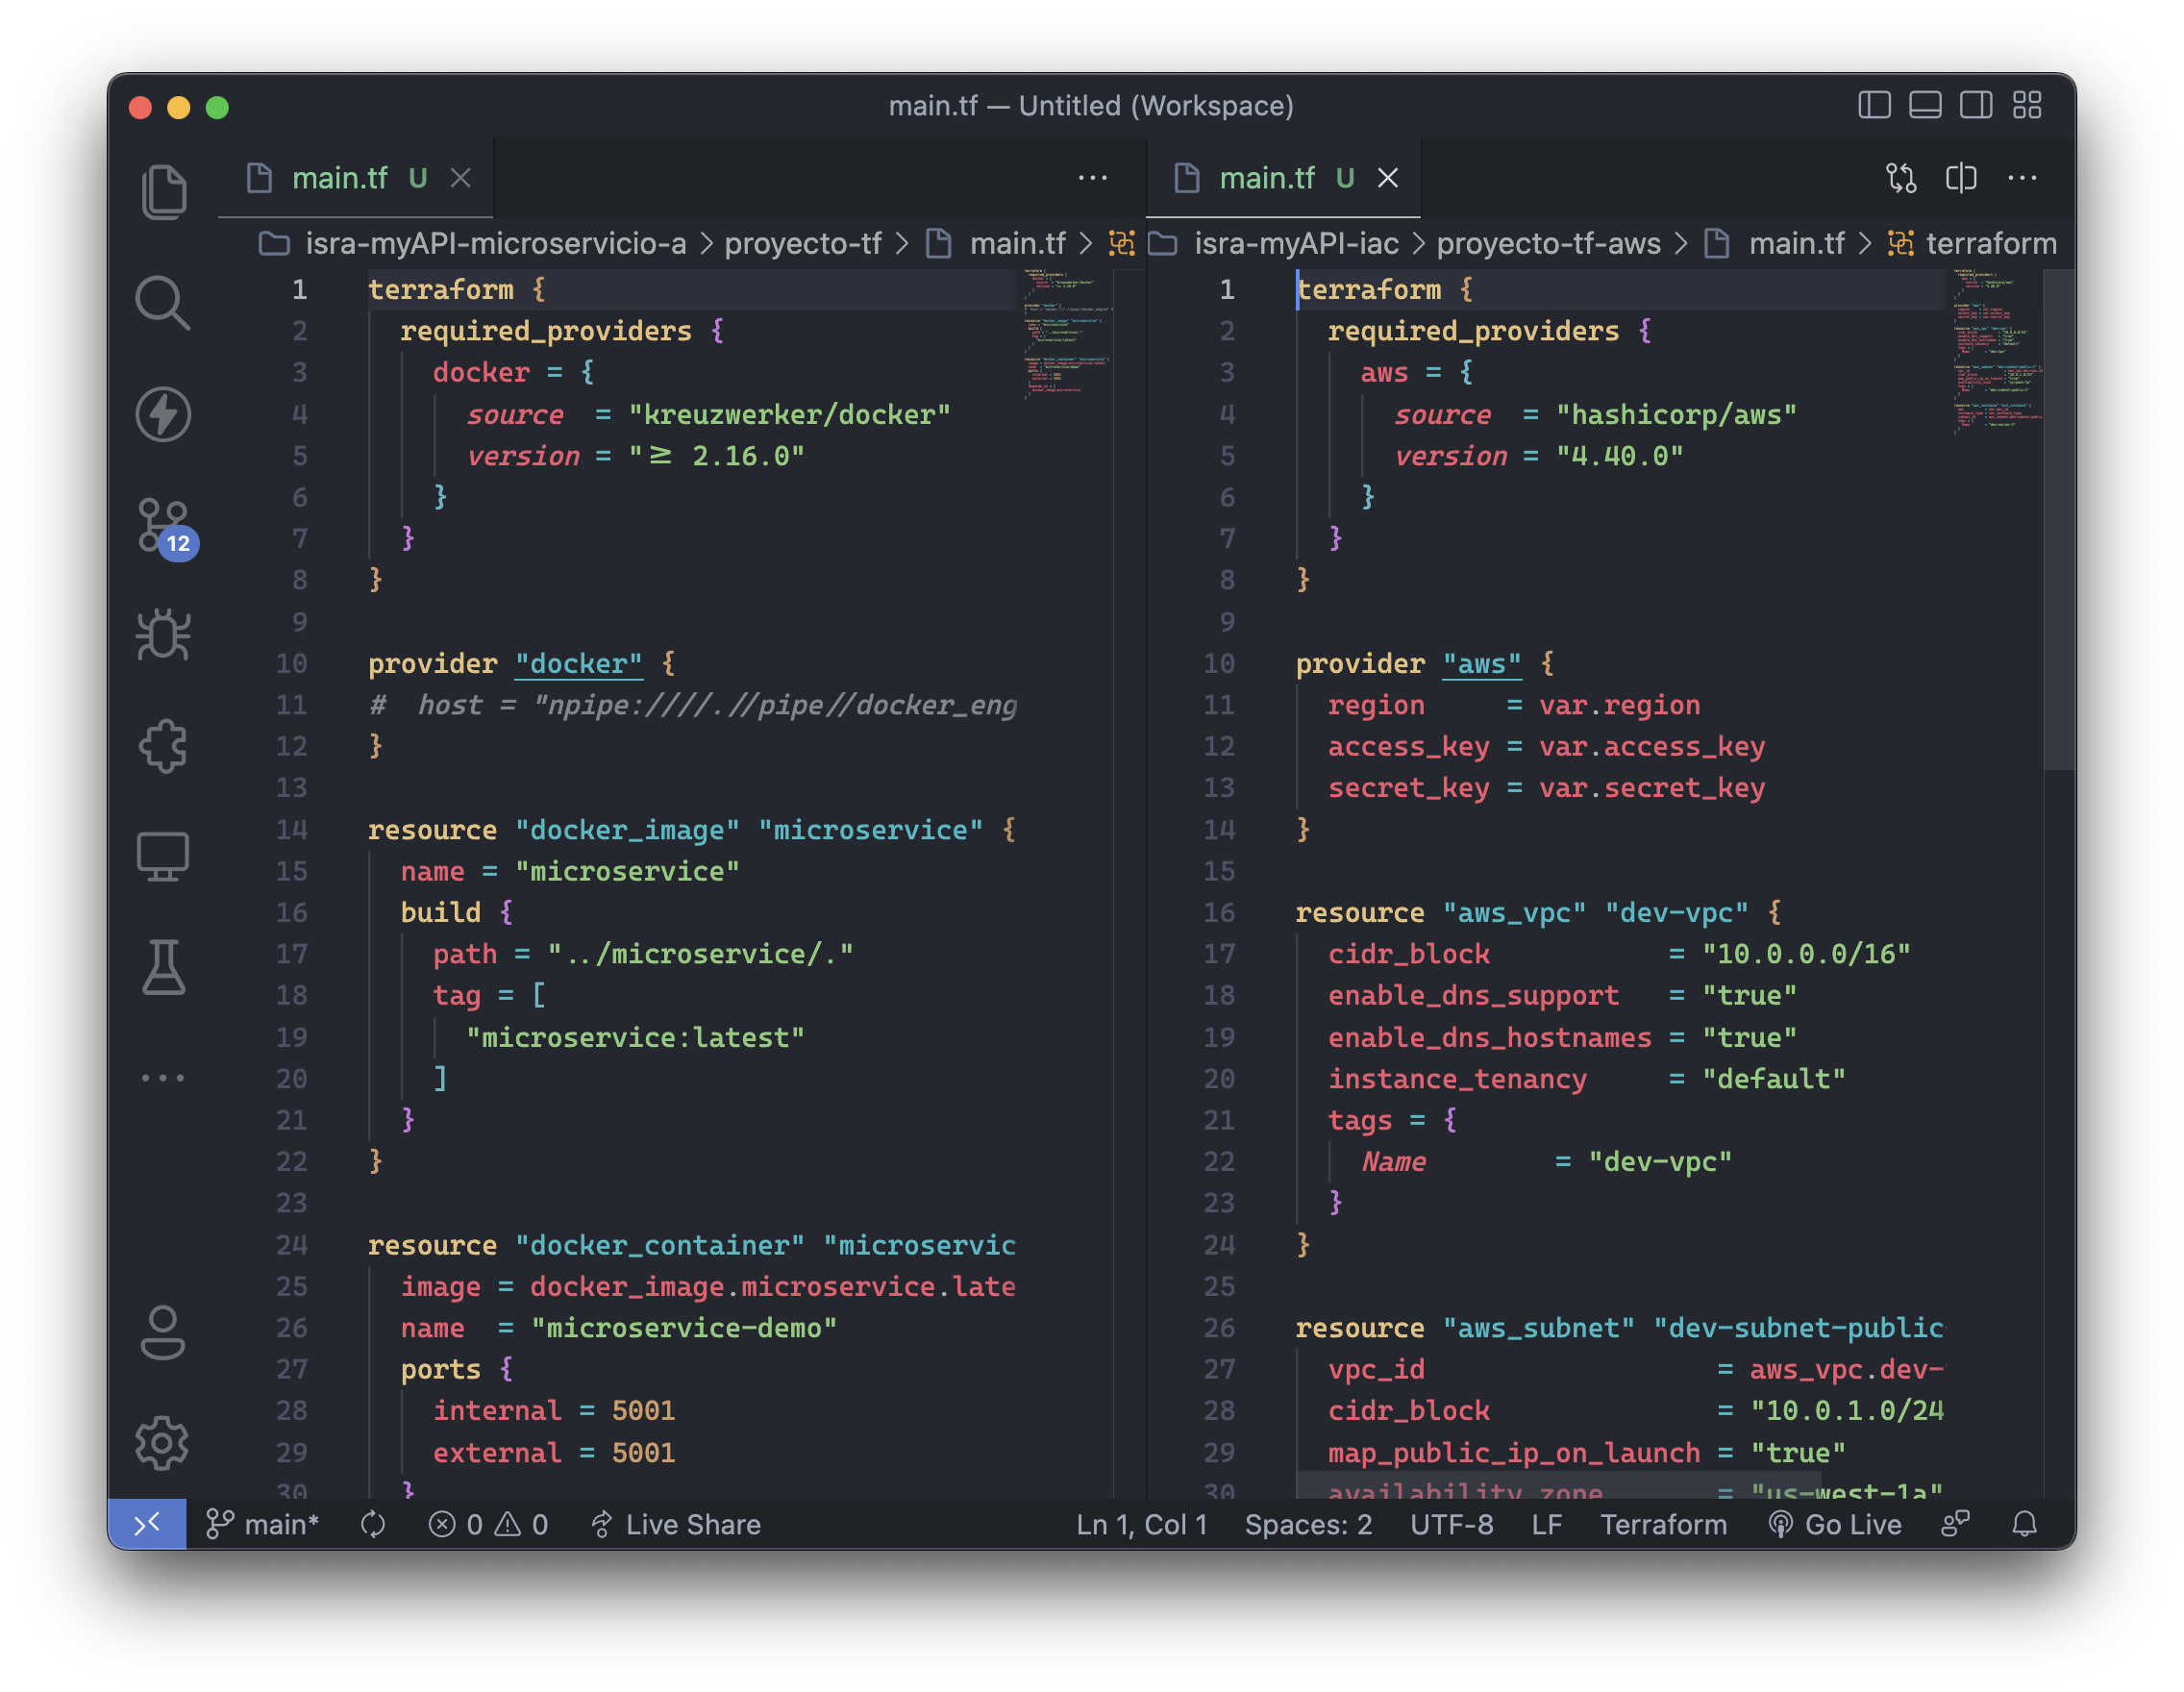 main.tf — Untitled (Workspace)
main.tf U
isra-myAPI-microservicio-a > proyecto-tf > main.tf >
1 terraform {
2   required_providers {
3     docker = {
4       source  = "kreuzwerker/docker"
5       version = "≥ 2.16.0"
6     }
7   }
8 }
9
10 provider "docker" {
11 #  host = "npipe:////.//pipe//docker_eng
12 }
13
14 resource "docker_image" "microservice" {
15   name = "microservice"
16   build {
17     path = "../microservice/."
18     tag = [
19       "microservice:latest"
20     ]
21   }
22 }
23
24 resource "docker_container" "microservic
25   image = docker_image.microservice.late
26   name  = "microservice-demo"
27   ports {
28     internal = 5001
29     external = 5001
30   }
main.tf U
isra-myAPI-iac > proyecto-tf-aws > main.tf > terraform
1 terraform {
2   required_providers {
3     aws = {
4       source  = "hashicorp/aws"
5       version = "4.40.0"
6     }
7   }
8 }
9
10 provider "aws" {
11   region     = var.region
12   access_key = var.access_key
13   secret_key = var.secret_key
14 }
15
16 resource "aws_vpc" "dev-vpc" {
17   cidr_block           = "10.0.0.0/16"
18   enable_dns_support   = "true"
19   enable_dns_hostnames = "true"
20   instance_tenancy     = "default"
21   tags = {
22     Name        = "dev-vpc"
23   }
24 }
25
26 resource "aws_subnet" "dev-subnet-public-
27   vpc_id                  = aws_vpc.dev-
28   cidr_block              = "10.0.1.0/24
29   map_public_ip_on_launch = "true"
30   availability_zone       = "us-west-1a"
12
main* 0 0 Live Share Ln 1, Col 1 Spaces: 2 UTF-8 LF Terraform Go Live